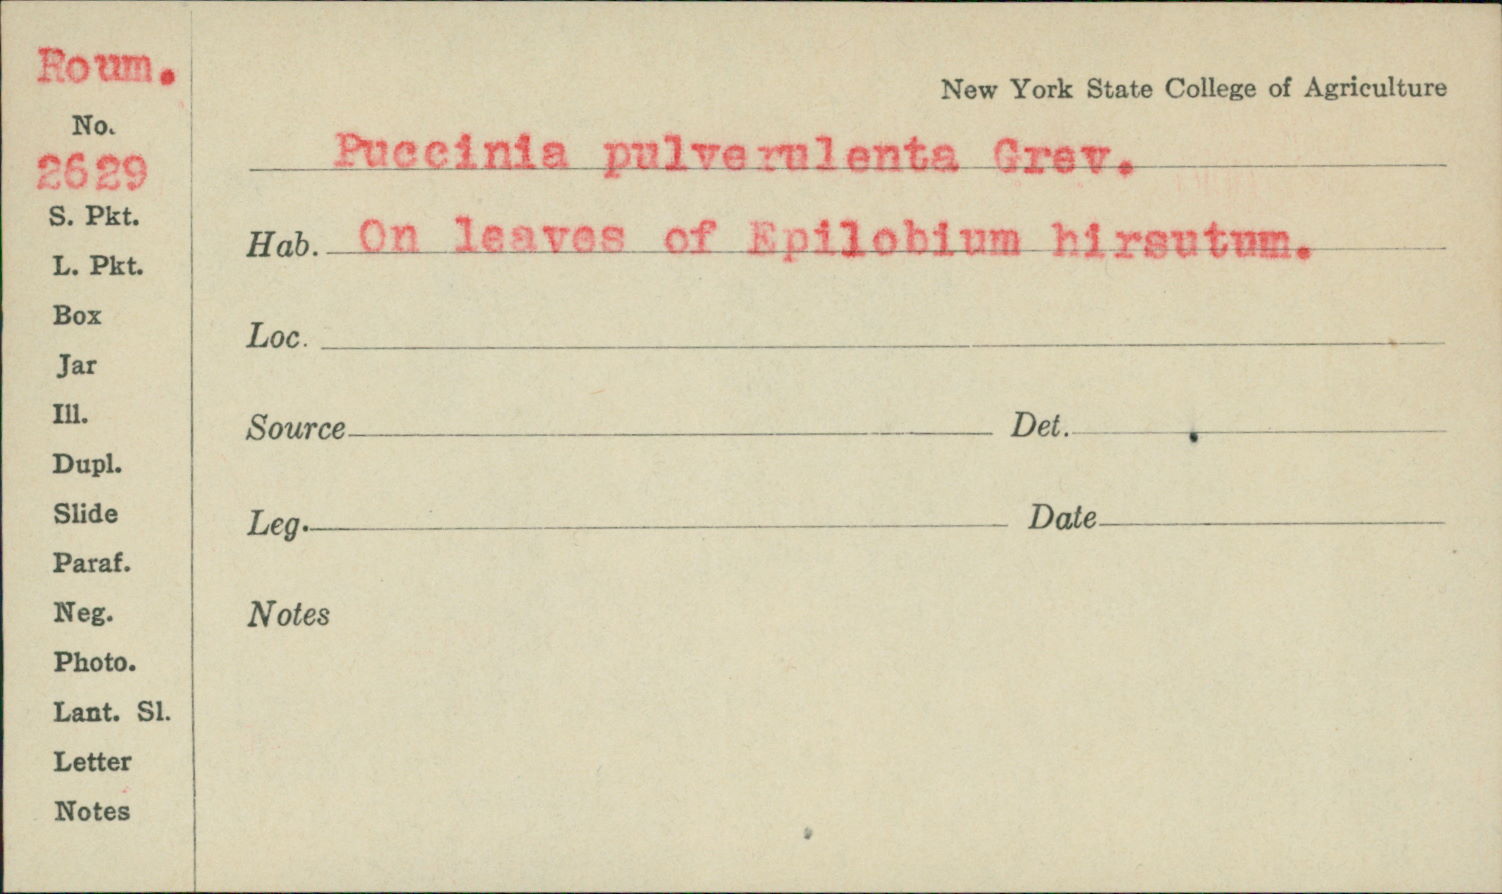 Roum.
No.
2629
S. Pkt.
L. Pkt.
Box
Jar
Ill.
Dupl.
Slide
Paraf.
Neg.
Photo.
Lant. Sl.
Letter
Notes
New York State College of Agriculture
Puccinia pulverulenta Grev.
Hab. On leaves of Epilobium hirsutum.
Loc.
Source Det.
Leg. Date
Notes